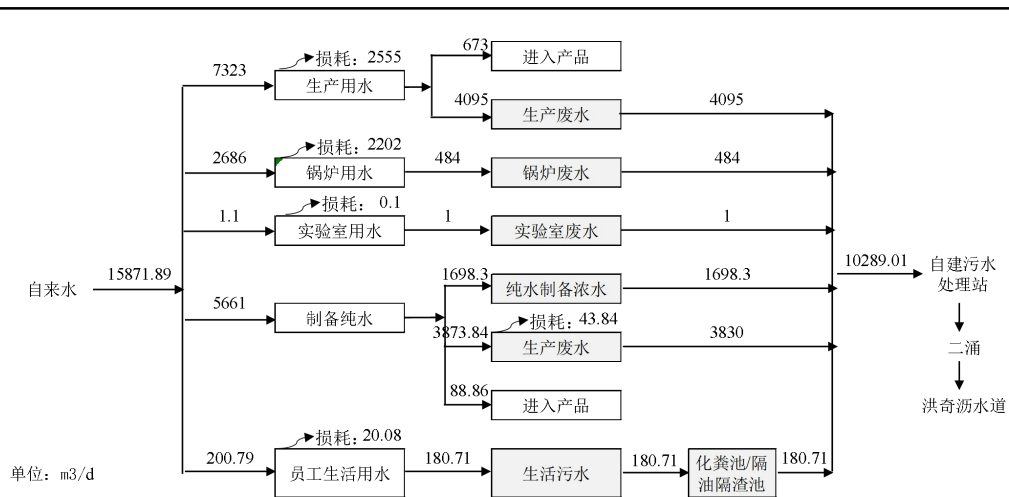 损耗：2555
7323
生产用水
673
进入产品
4095
生产废水
4095
损耗：2202
2686
锅炉用水
484
锅炉废水
484
损耗： 0.1
1.1
实验室用水
1
实验室废水
1
自来水
15871.89
1698.3
纯水制备浓水
1698.3
10289.01
自建污水
处理站
5661
制备纯水
损耗：43.84
3873.84
生产废水
3830
二涌
88.86
进入产品
洪奇沥水道
损耗：20.08
200.79
员工生活用水
180.71
生活污水
180.71
化粪池/隔
油隔渣池
180.71
单位：m3/d